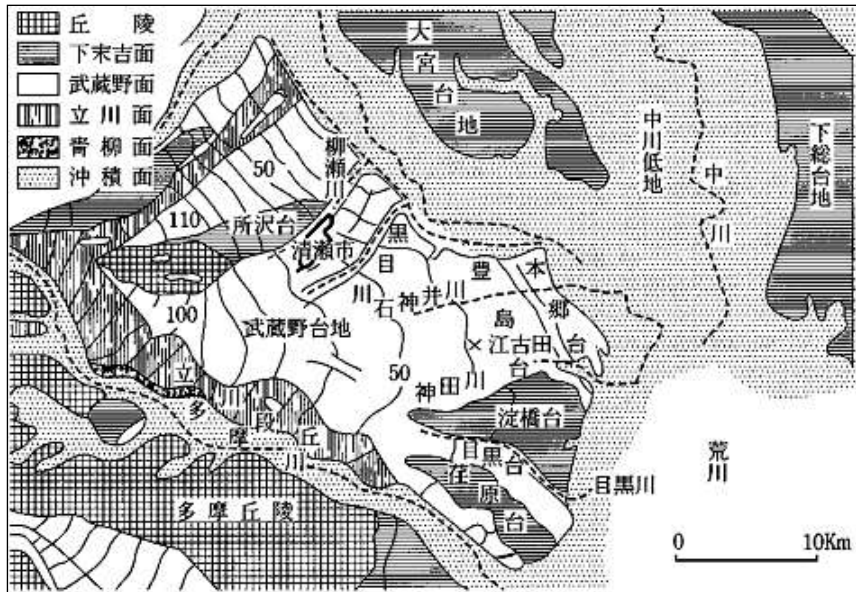 丘陵
下末吉面
武蔵野面
立川面
青柳面
沖積面
大宮台地
中川低地
中川
下総台地
柳瀬川
50
110
所沢台
清瀬市
黒目川
石神井川
豊島台
本郷台
100
武蔵野台地
50
×江古田
神田川
淀橋台
立川段丘
多摩川
目黒台
荏原台
目黒川
荒川
多摩丘陵
0 10Km